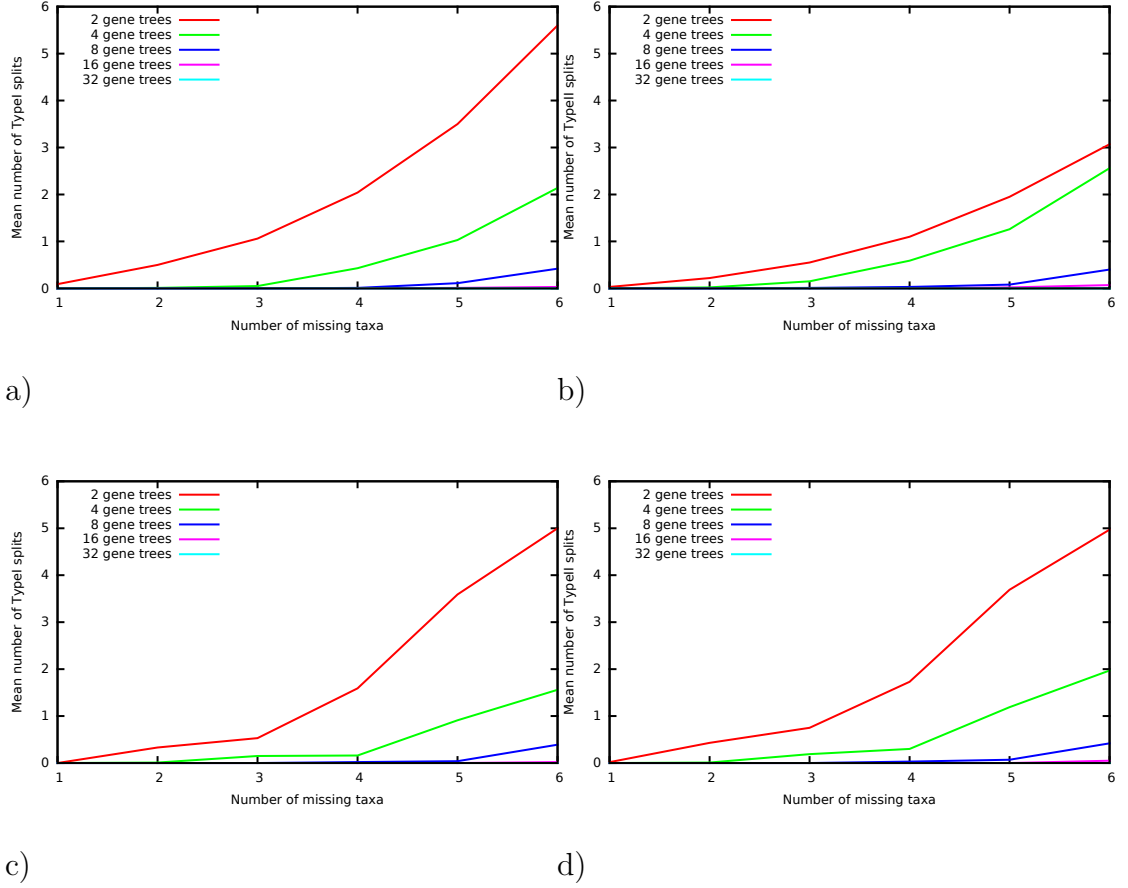 Mean number of TypeI splits
6
5
4
3
2
1
0
2 gene trees
4 gene trees
8 gene trees
16 gene trees
32 gene trees
1 2 3 4 5 6
Number of missing taxa
a)
Mean number of TypeII splits
6
5
4
3
2
1
0
2 gene trees
4 gene trees
8 gene trees
16 gene trees
32 gene trees
1 2 3 4 5 6
Number of missing taxa
b)
Mean number of TypeI splits
6
5
4
3
2
1
0
2 gene trees
4 gene trees
8 gene trees
16 gene trees
32 gene trees
1 2 3 4 5 6
Number of missing taxa
c)
Mean number of TypeII splits
6
5
4
3
2
1
0
2 gene trees
4 gene trees
8 gene trees
16 gene trees
32 gene trees
1 2 3 4 5 6
Number of missing taxa
d)